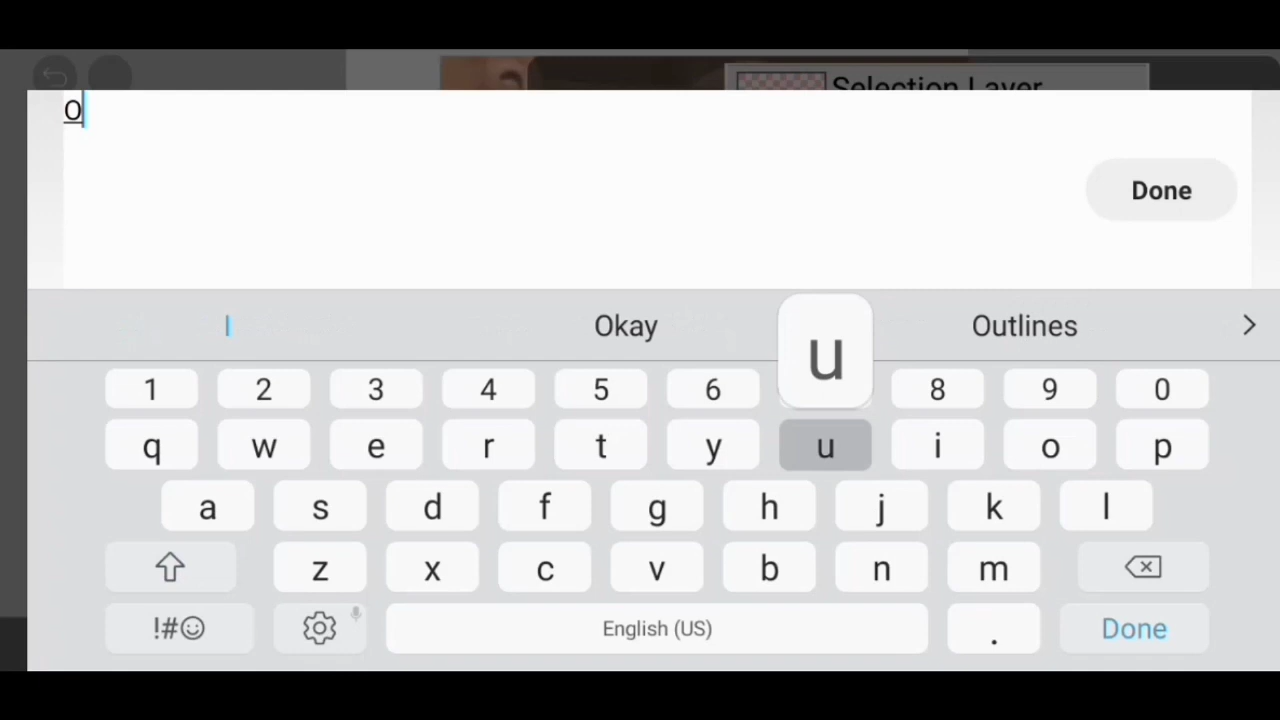 Selection Layer
O
Done
I Okay Outlines
u
1 2 3 4 5 6 8 9 0
q w e r t y u i o p
a s d f g h j k l
z x c v b n m
!#☺ English (US) . Done